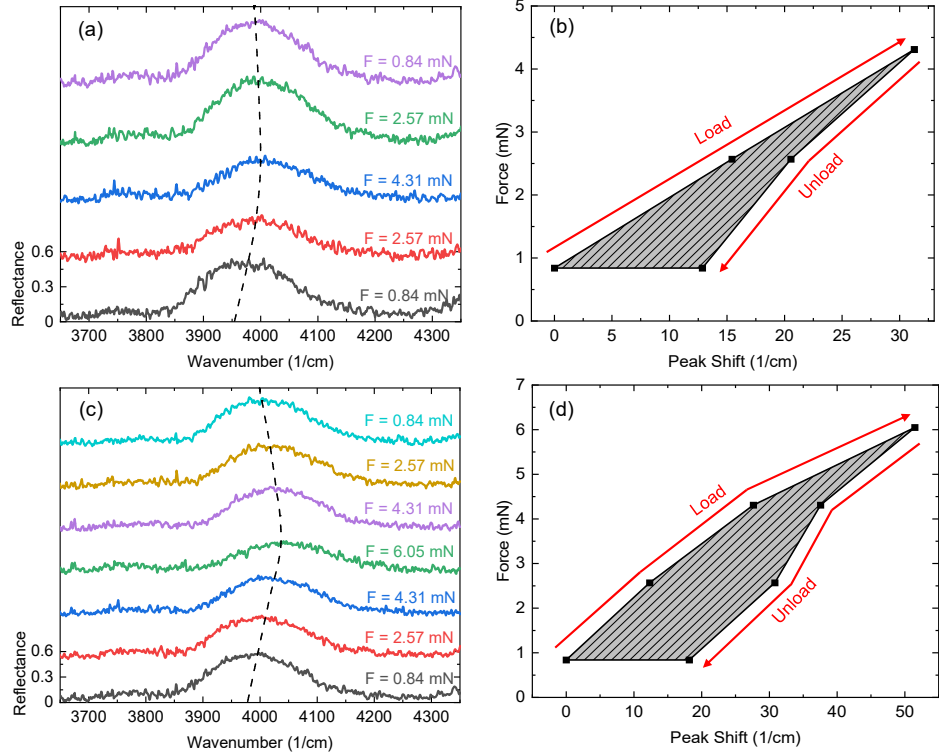 (a)
F = 0.84 mN
F = 2.57 mN
F = 4.31 mN
F = 2.57 mN
F = 0.84 mN
0.6
0.3
0
Reflectance
3700 3800 3900 4000 4100 4200 4300
Wavenumber (1/cm)
(b)
Load
Unload
5
4
3
2
1
0
Force (mN)
0 5 10 15 20 25 30
Peak Shift (1/cm)
(c)
F = 0.84 mN
F = 2.57 mN
F = 4.31 mN
F = 6.05 mN
F = 4.31 mN
F = 2.57 mN
F = 0.84 mN
0.6
0.3
0
Reflectance
3700 3800 3900 4000 4100 4200 4300
Wavenumber (1/cm)
(d)
Load
Unload
7
6
5
4
3
2
1
0
Force (mN)
0 10 20 30 40 50
Peak Shift (1/cm)